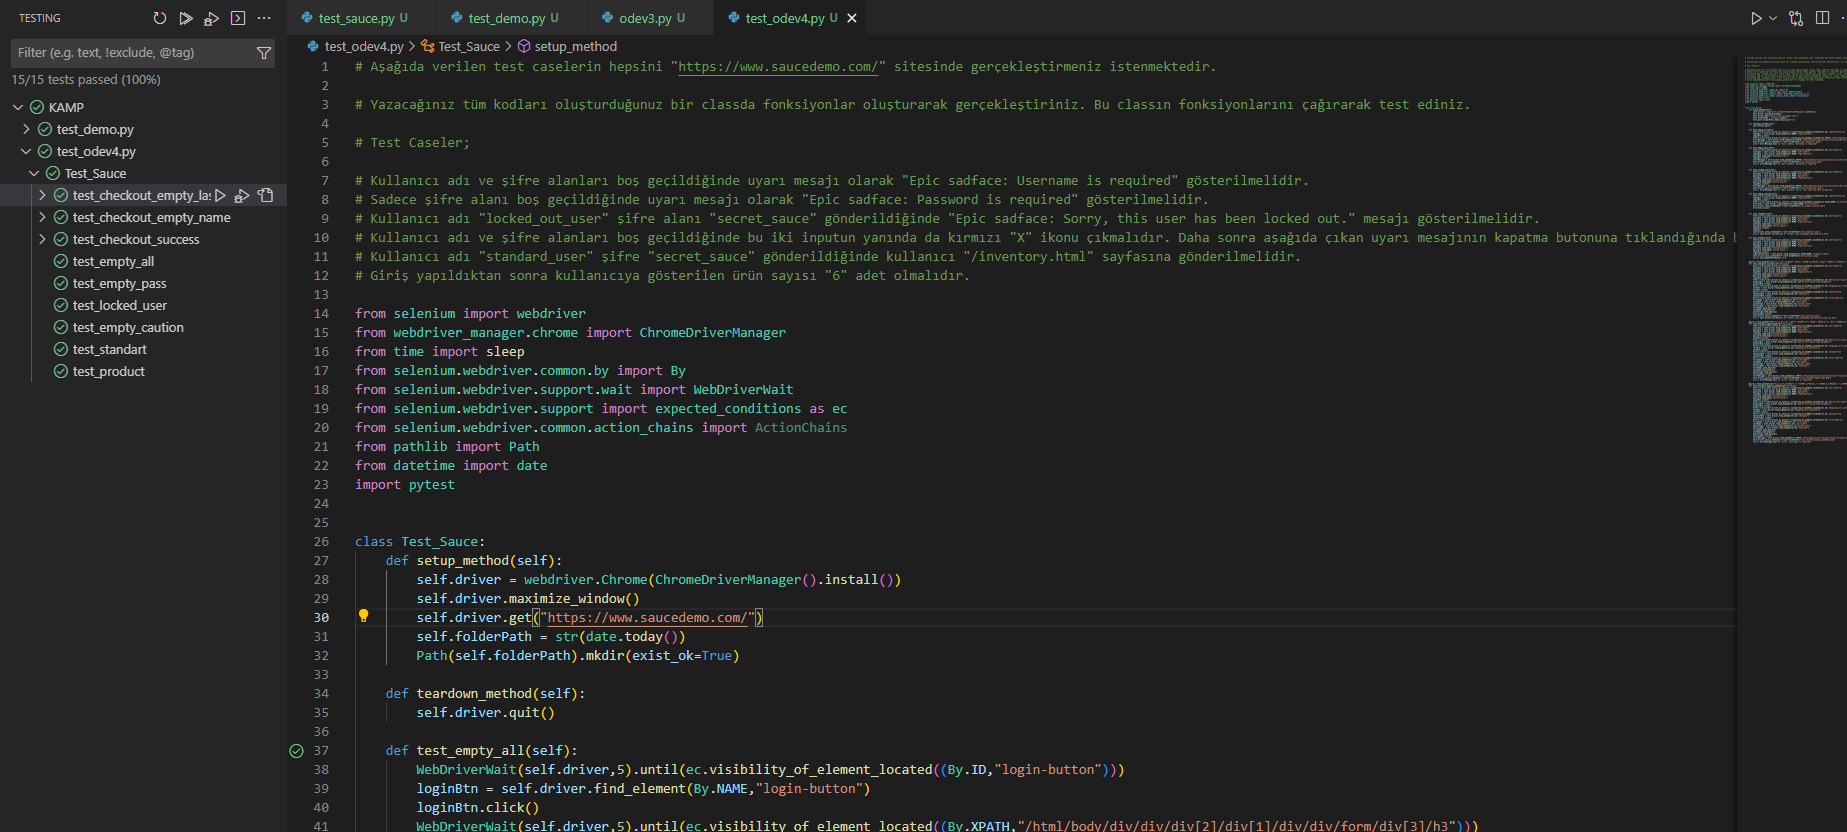 TESTING
test_sauce.py U
test_demo.py U
odev3.py U
test_odev4.py U
Filter (e.g. text, !exclude, @tag)
15/15 tests passed (100%)
KAMP
test_demo.py
test_odev4.py
Test_Sauce
test_checkout_empty_las
test_checkout_empty_name
test_checkout_success
test_empty_all
test_empty_pass
test_locked_user
test_empty_caution
test_standart
test_product
test_odev4.py > Test_Sauce > setup_method
1 # Aşağıda verilen test caselerin hepsini "https://www.saucedemo.com/" sitesinde gerçekleştirmeniz istenmektedir.
2
3 # Yazacağınız tüm kodları oluşturduğunuz bir classda fonksiyonlar oluşturarak gerçekleştiriniz. Bu classın fonksiyonlarını çağırarak test ediniz.
4
5 # Test Caseler;
6
7 # Kullanıcı adı ve şifre alanları boş geçildiğinde uyarı mesajı olarak "Epic sadface: Username is required" gösterilmelidir.
8 # Sadece şifre alanı boş geçildiğinde uyarı mesajı olarak "Epic sadface: Password is required" gösterilmelidir.
9 # Kullanıcı adı "locked_out_user" şifre alanı "secret_sauce" gönderildiğinde "Epic sadface: Sorry, this user has been locked out." mesajı gösterilmelidir.
10 # Kullanıcı adı ve şifre alanları boş geçildiğinde bu iki inputun yanında da kırmızı "X" ikonu çıkmalıdır. Daha sonra aşağıda çıkan uyarı mesajının kapatma butonuna tıklandığında
11 # Kullanıcı adı "standard_user" şifre "secret_sauce" gönderildiğinde kullanıcı "/inventory.html" sayfasına gönderilmelidir.
12 # Giriş yapıldıktan sonra kullanıcıya gösterilen ürün sayısı "6" adet olmalıdır.
13
14 from selenium import webdriver
15 from webdriver_manager.chrome import ChromeDriverManager
16 from time import sleep
17 from selenium.webdriver.common.by import By
18 from selenium.webdriver.support.wait import WebDriverWait
19 from selenium.webdriver.support import expected_conditions as ec
20 from selenium.webdriver.common.action_chains import ActionChains
21 from pathlib import Path
22 from datetime import date
23 import pytest
24
25
26 class Test_Sauce:
27 def setup_method(self):
28 self.driver = webdriver.Chrome(ChromeDriverManager().install())
29 self.driver.maximize_window()
30 self.driver.get("https://www.saucedemo.com/")
31 self.folderPath = str(date.today())
32 Path(self.folderPath).mkdir(exist_ok=True)
33
34 def teardown_method(self):
35 self.driver.quit()
36
37 def test_empty_all(self):
38 WebDriverWait(self.driver,5).until(ec.visibility_of_element_located((By.ID,"login-button")))
39 loginBtn = self.driver.find_element(By.NAME,"login-button")
40 loginBtn.click()
41 WebDriverWait(self.driver,5).until(ec.visibility_of_element_located((By.XPATH,"/html/body/div/div/div[2]/div[1]/div/div/form/div[3]/h3")))